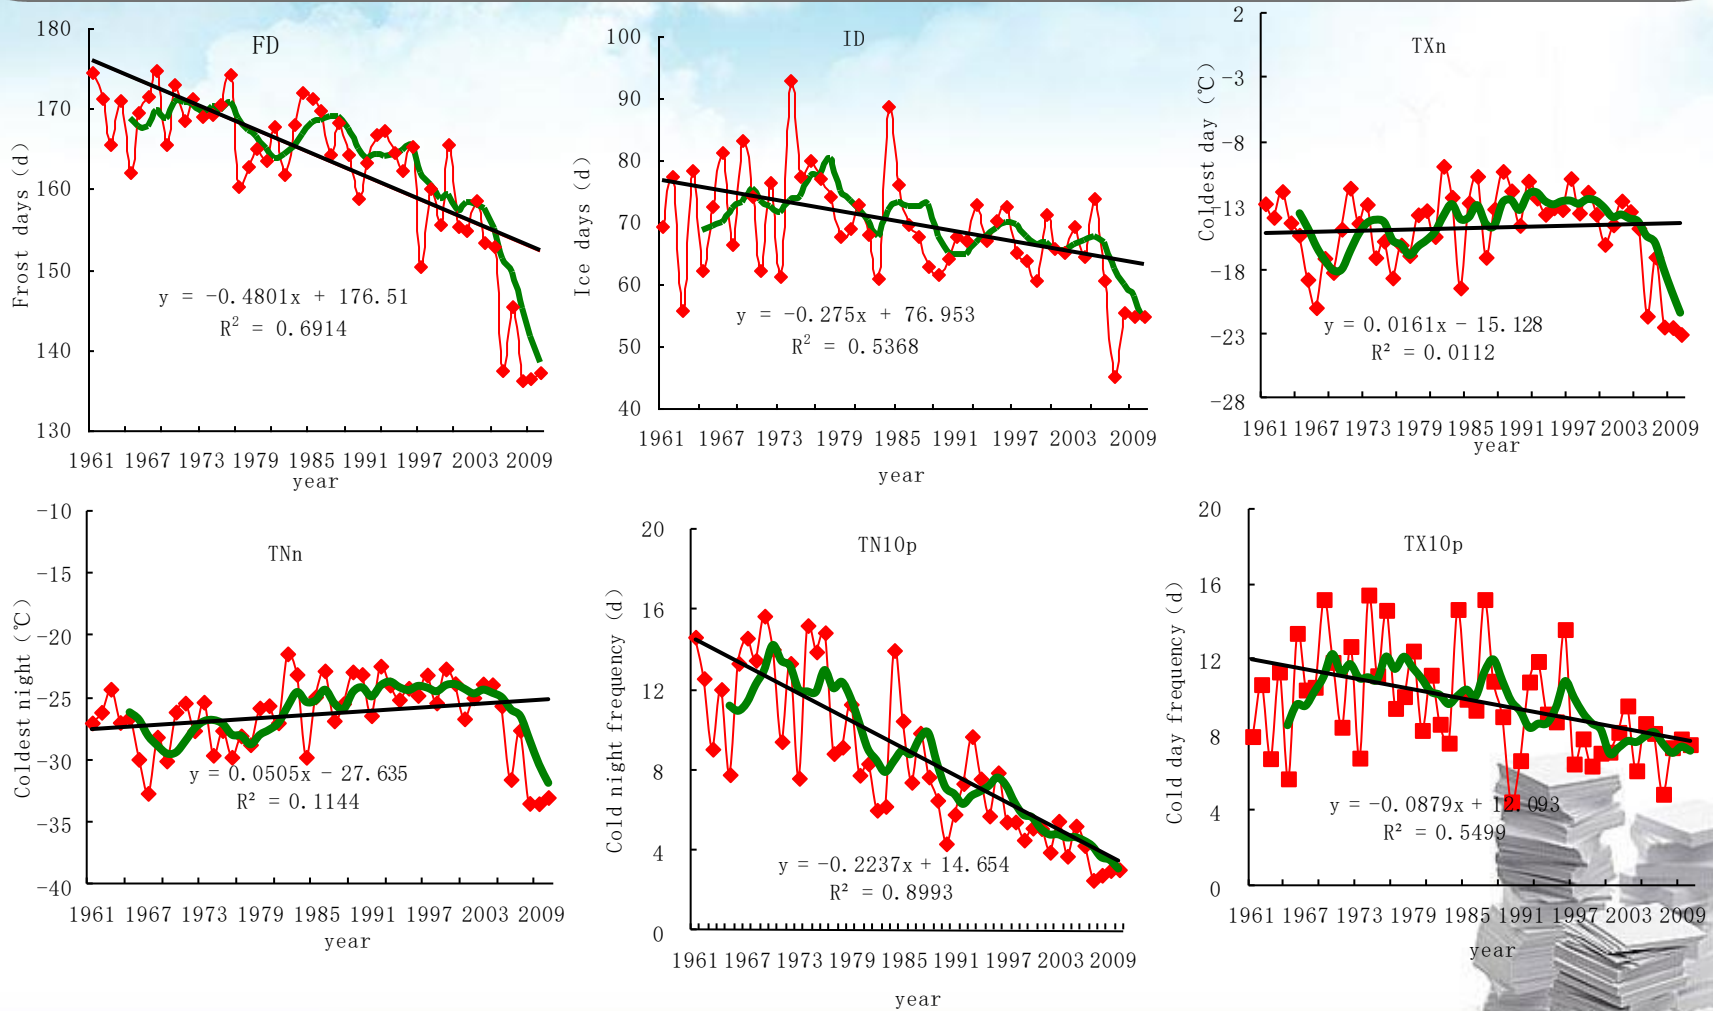 FD
180
170
160
150
140
130
Frost days (d)
y = -0.4801x + 176.51
R² = 0.6914
1961 1967 1973 1979 1985 1991 1997 2003 2009
year
ID
100
90
80
70
60
50
40
Ice days (d)
y = -0.275x + 76.953
R² = 0.5368
1961 1967 1973 1979 1985 1991 1997 2003 2009
year
TXn
2
-3
-8
-13
-18
-23
-28
Coldest day (℃)
y = 0.0161x - 15.128
R² = 0.0112
1961 1967 1973 1979 1985 1991 1997 2003 2009
year
TNn
-10
-15
-20
-25
-30
-35
-40
Coldest night (℃)
y = 0.0505x - 27.635
R² = 0.1144
1961 1967 1973 1979 1985 1991 1997 2003 2009
year
TN10p
20
16
12
8
4
0
Cold night frequency (d)
y = -0.2237x + 14.654
R² = 0.8993
1961 1967 1973 1979 1985 1991 1997 2003 2009
year
TX10p
20
16
12
8
4
0
Cold day frequency (d)
y = -0.0879x + 12.093
R² = 0.5499
1961 1967 1973 1979 1985 1991 1997 2003 2009
year